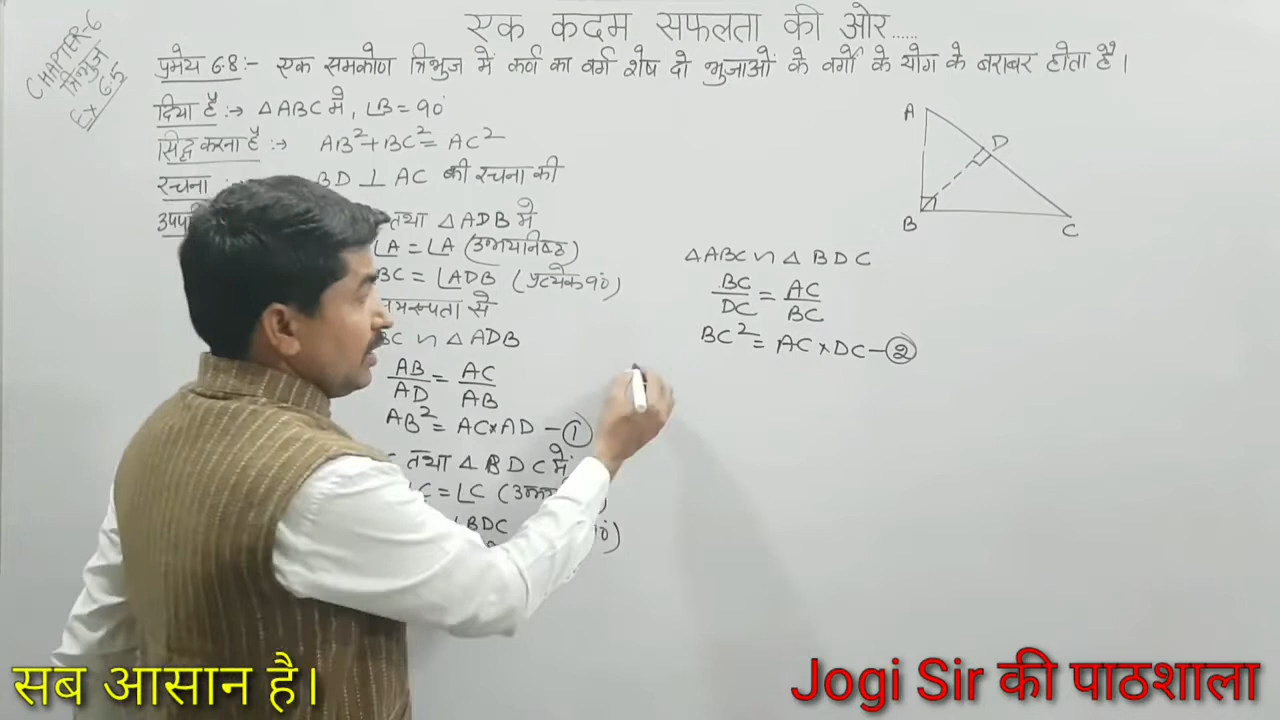 एक कदम सफलता की ओर......
CHAPTER-6
त्रिभुज
Ex 6.5
प्रमेय 6.8:- एक समकोण त्रिभुज में कर्ण का वर्ग शेष दो भुजाओं के वर्गों के योग के बराबर होता है।
दिया है:→ △ABC में, ∠B = 90°
सिद्ध करना है:→ AB²+BC² = AC²
रचना :- BD ⊥ AC की रचना की
तथा △ADB में
∠A = ∠A (उभयनिष्ठ)
BC = ∠ADB (प्रत्येक 90°)
से
BC ∽ △ADB
AB/AD = AC/AB
AB² = AC×AD –①
C तथा △BDC में
∠C = ∠C
∠BDC 90°)
A
D
B
C
△ABC ∽ △BDC
BC/DC = AC/BC
BC² = AC×DC –②
सब आसान है।
Jogi Sir की पाठशाला